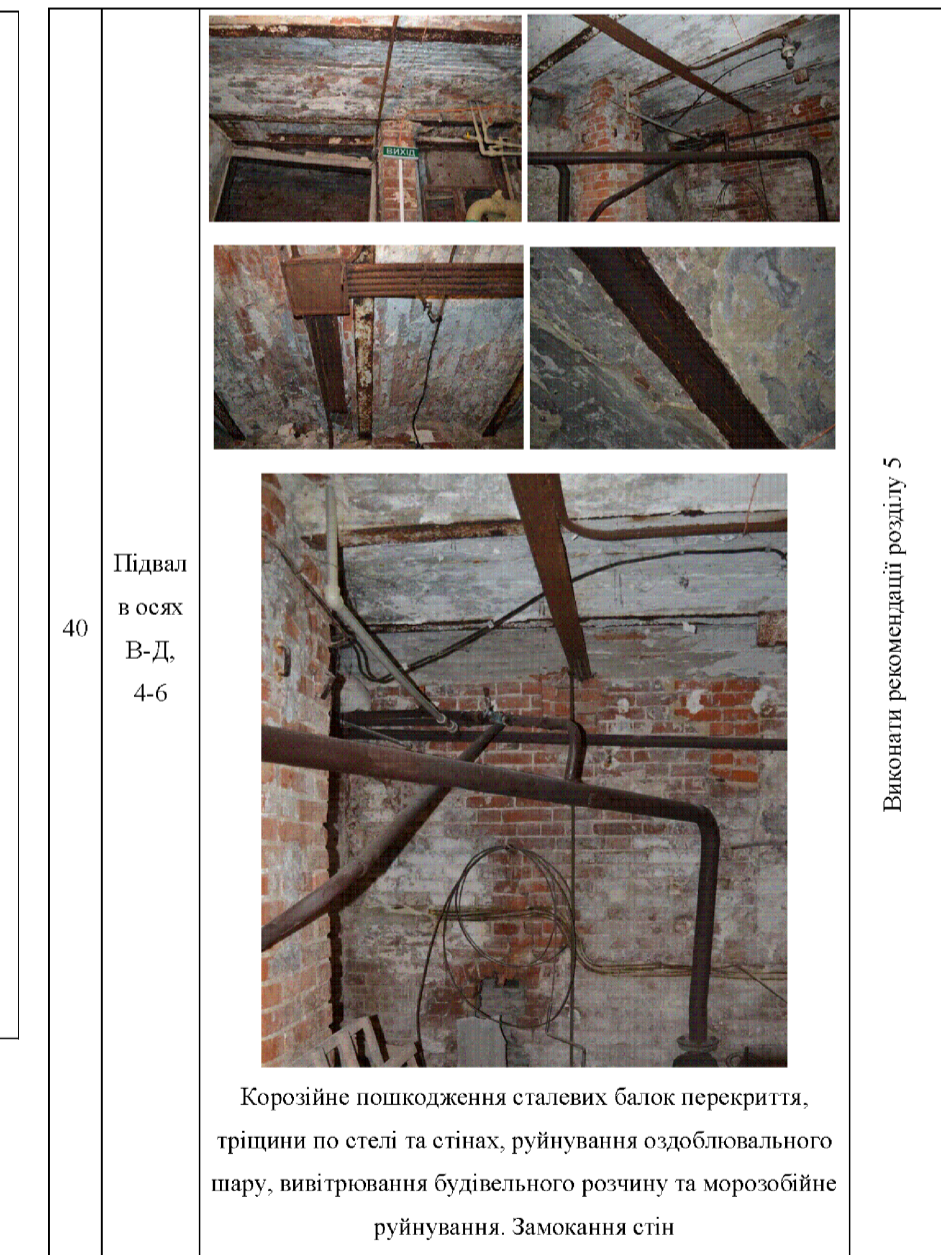 40
Підвал
в осях
В-Д,
4-6
ВИХІД
Корозійне пошкодження сталевих балок перекриття,
тріщини по стелі та стінах, руйнування оздоблювального
шару, вивітрювання будівельного розчину та морозобійне
руйнування. Замокання стін
Виконати рекомендації розділу 5